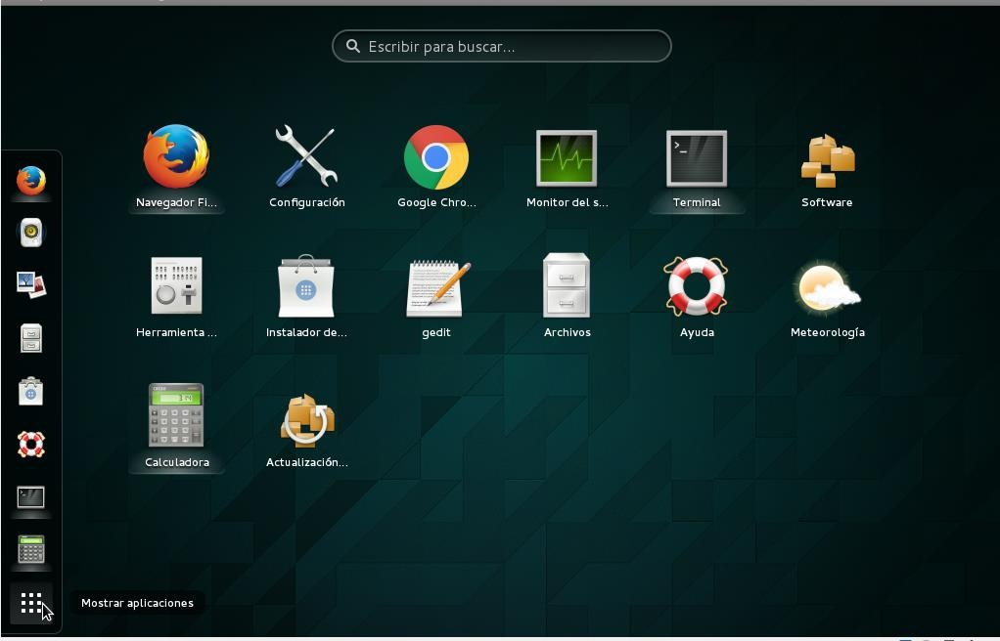 Escribir para buscar...
Navegador Fi...
Configuración
Google Chro...
Monitor del s...
Terminal
Software
Herramienta ...
Instalador de...
gedit
Archivos
Ayuda
Meteorología
Calculadora
Actualización...
Mostrar aplicaciones